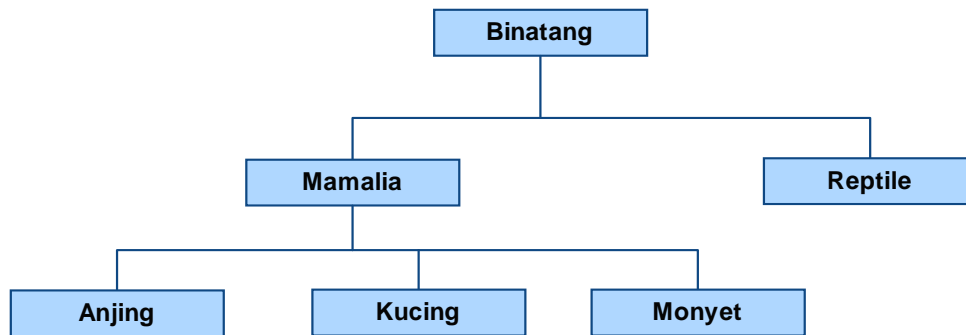 Binatang
Mamalia
Reptile
Anjing
Kucing
Monyet